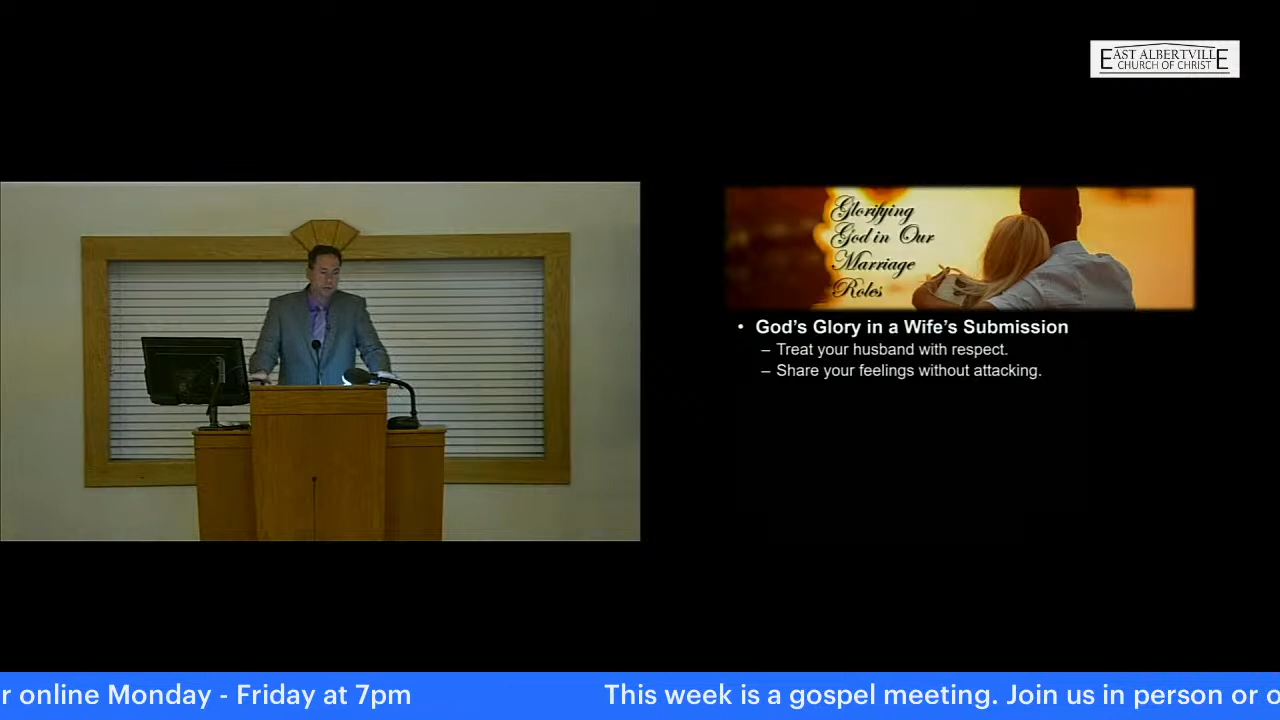 EAST ALBERTVILLE
CHURCH OF CHRIST
Glorifying
God in Our
Marriage
Roles
• God's Glory in a Wife's Submission
– Treat your husband with respect.
– Share your feelings without attacking.
r online Monday - Friday at 7pm This week is a gospel meeting. Join us in person or o